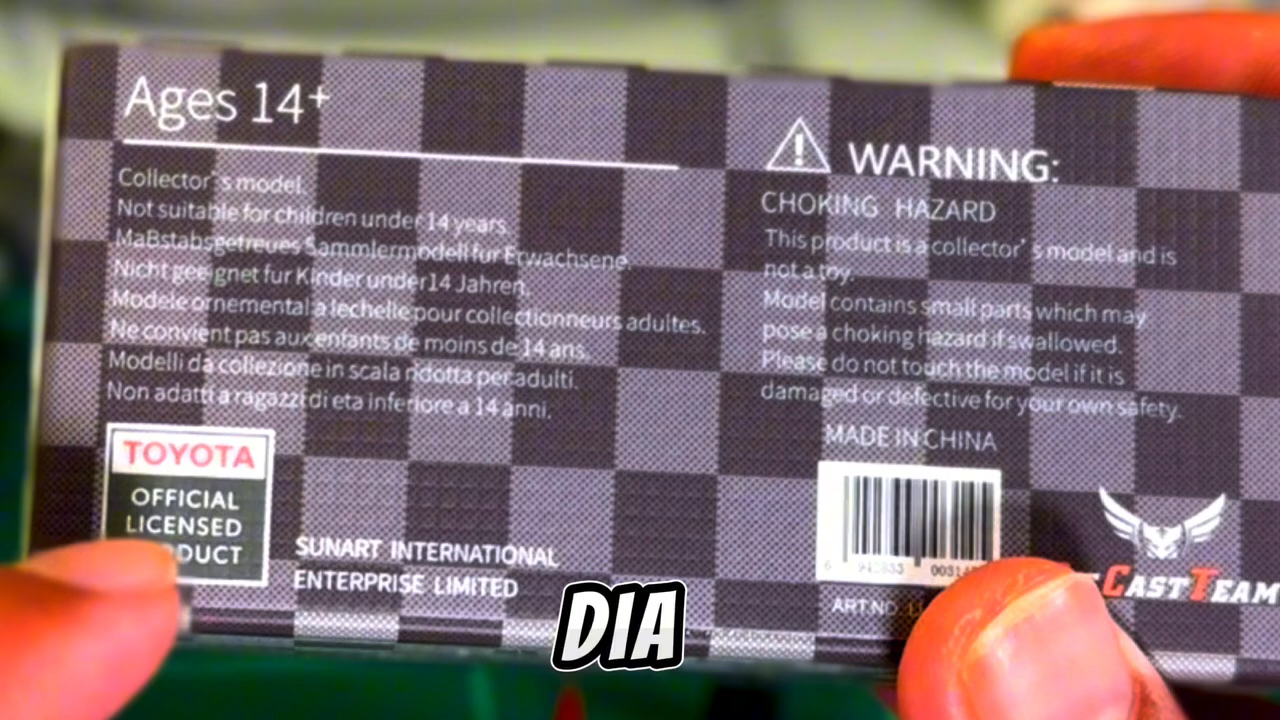 Ages 14+
Collector's model.
Not suitable for children under 14 years.
Maßstabsgetreues Sammlermodell fur Erwachsene.
Nicht geeignet fur Kinder under14 Jahren.
Modele ornemental a lechelle pour collectionneurs adultes.
Ne convient pas aux enfants de moins de 14 ans.
Modelli da collezione in scala ridotta per adulti.
Non adatti a ragazzi di eta inferiore a 14 anni.
TOYOTA
OFFICIAL
LICENSED
SUNART INTERNATIONAL
ENTERPRISE LIMITED
WARNING:
CHOKING HAZARD
This product is a collector's model and is
not a toy.
Model contains small parts which may
pose a choking hazard if swallowed.
Please do not touch the model if it is
damaged or defective for your own safety.
MADE IN CHINA
ART.NO.
CAST TEAM
DIA